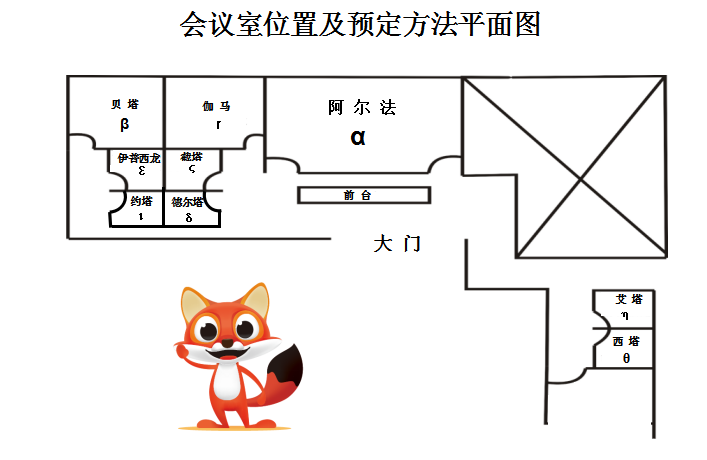 会议室位置及预定方法平面图
贝 塔
β
伽 马
r
阿 尔 法
α
伊普西龙
ε
截塔
ς
约塔
ι
德尔塔
δ
前 台
大 门
艾 塔
η
西 塔
θ